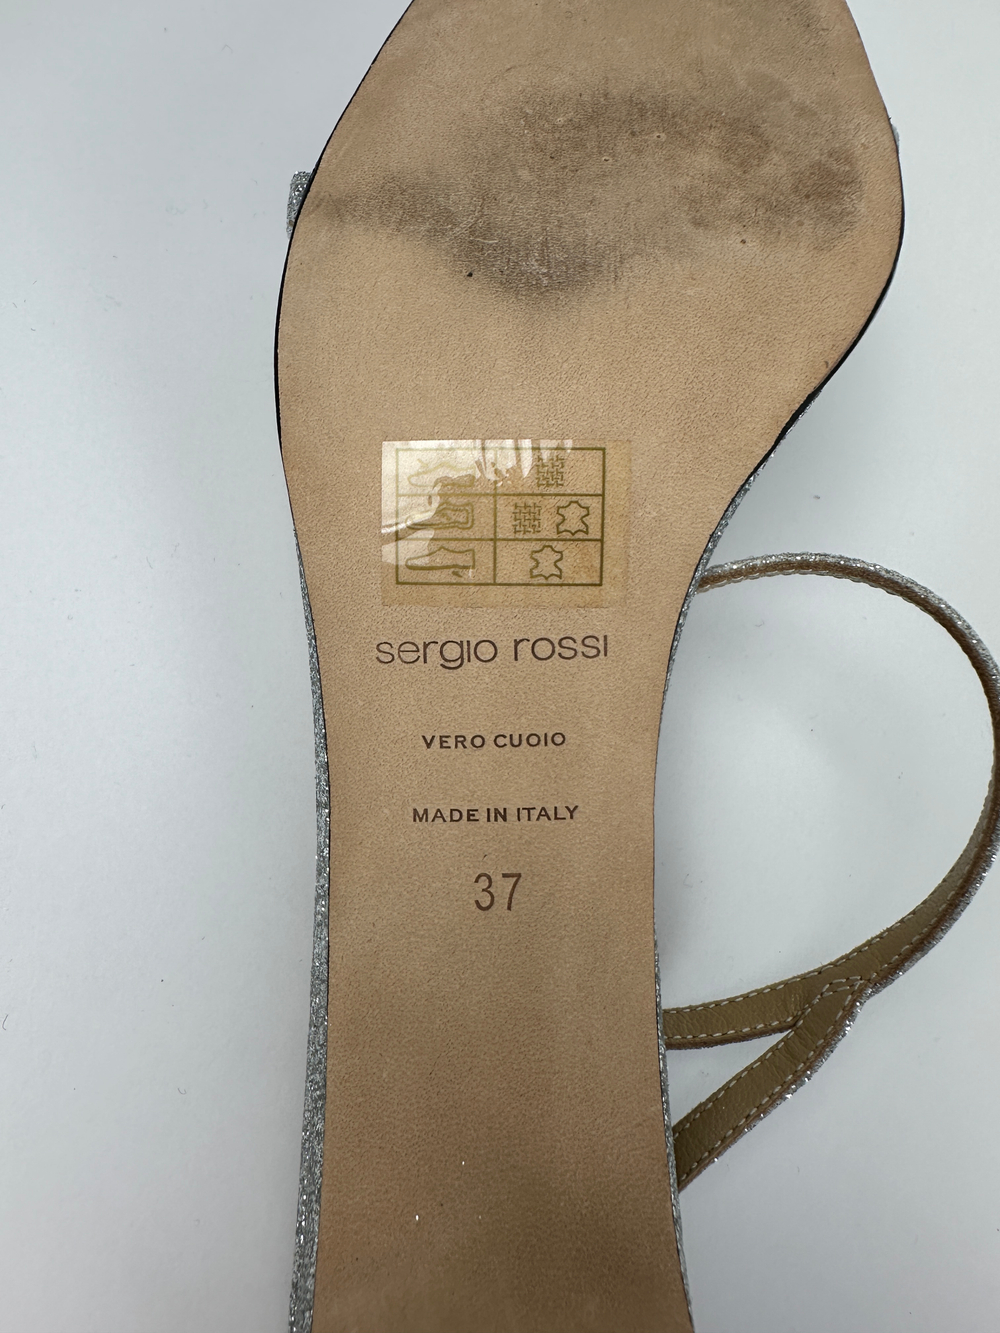 sergio rossi
VERO CUOIO
MADE IN ITALY
37